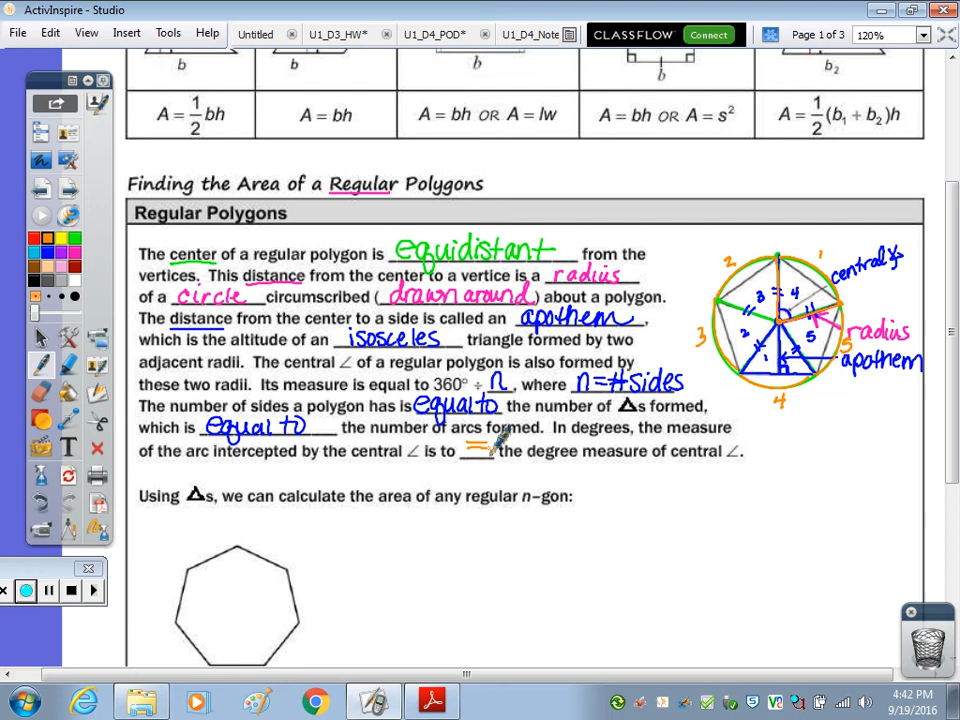 ActivInspire - Studio
File Edit View Insert Tools Help Untitled U1_D3_HW* U1_D4_POD* U1_D4_Note CLASSFLOW Connect Page 1 of 3 120%
b b b b b2
A = 1/2 bh A = bh A = bh OR A = lw A = bh OR A = s² A = 1/2 (b1 + b2)h
Finding the Area of a Regular Polygons
Regular Polygons
The center of a regular polygon is equidistant from the
vertices. This distance from the center to a vertice is a radius
of a circle circumscribed (drawn around) about a polygon.
The distance from the center to a side is called an apothem,
which is the altitude of an isosceles triangle formed by two
adjacent radii. The central ∠ of a regular polygon is also formed by
these two radii. Its measure is equal to 360° ÷ n, where n = # sides
The number of sides a polygon has is equal to the number of Δs formed,
which is equal to the number of arcs formed. In degrees, the measure
of the arc intercepted by the central ∠ is to = the degree measure of central ∠.
2 1 central ∠s
3 4
3 2 5 radius
1 5 apothem
4
Using Δs, we can calculate the area of any regular n-gon:
4:42 PM
9/19/2016